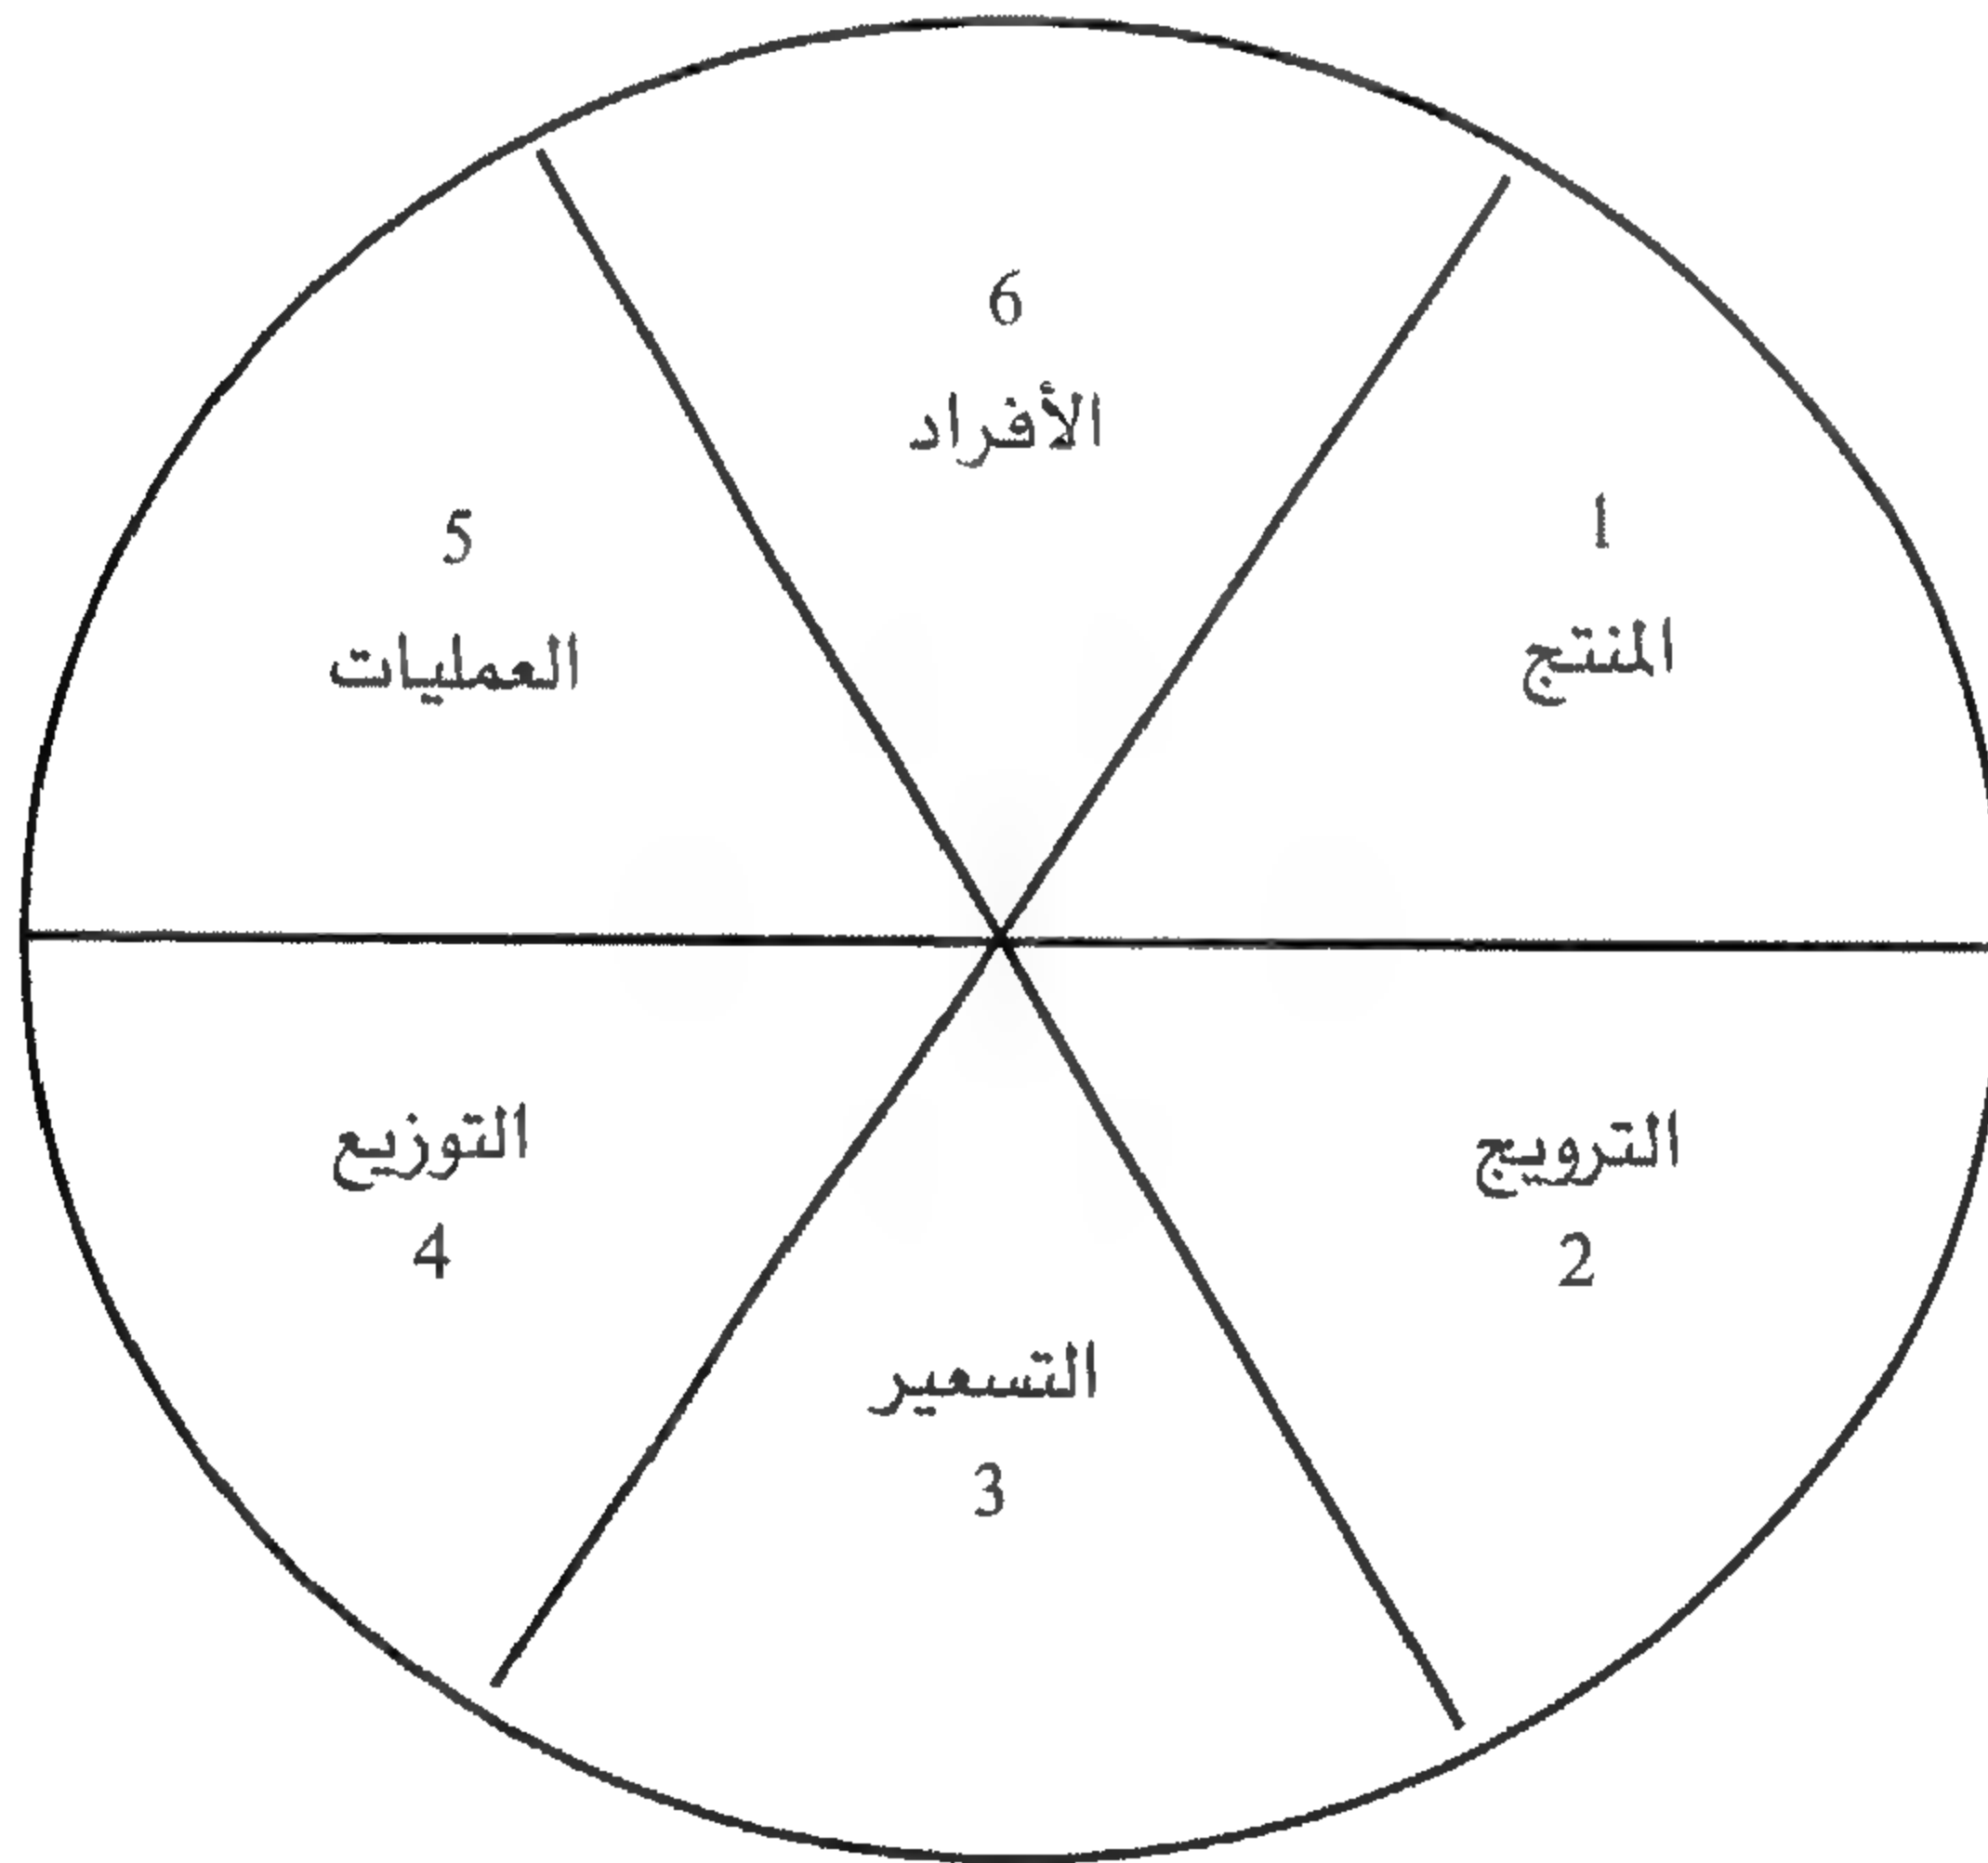 1
المنتج
الترويج
2
التسعير
3
التوزيع
4
5
العمليات
6
الأفراد